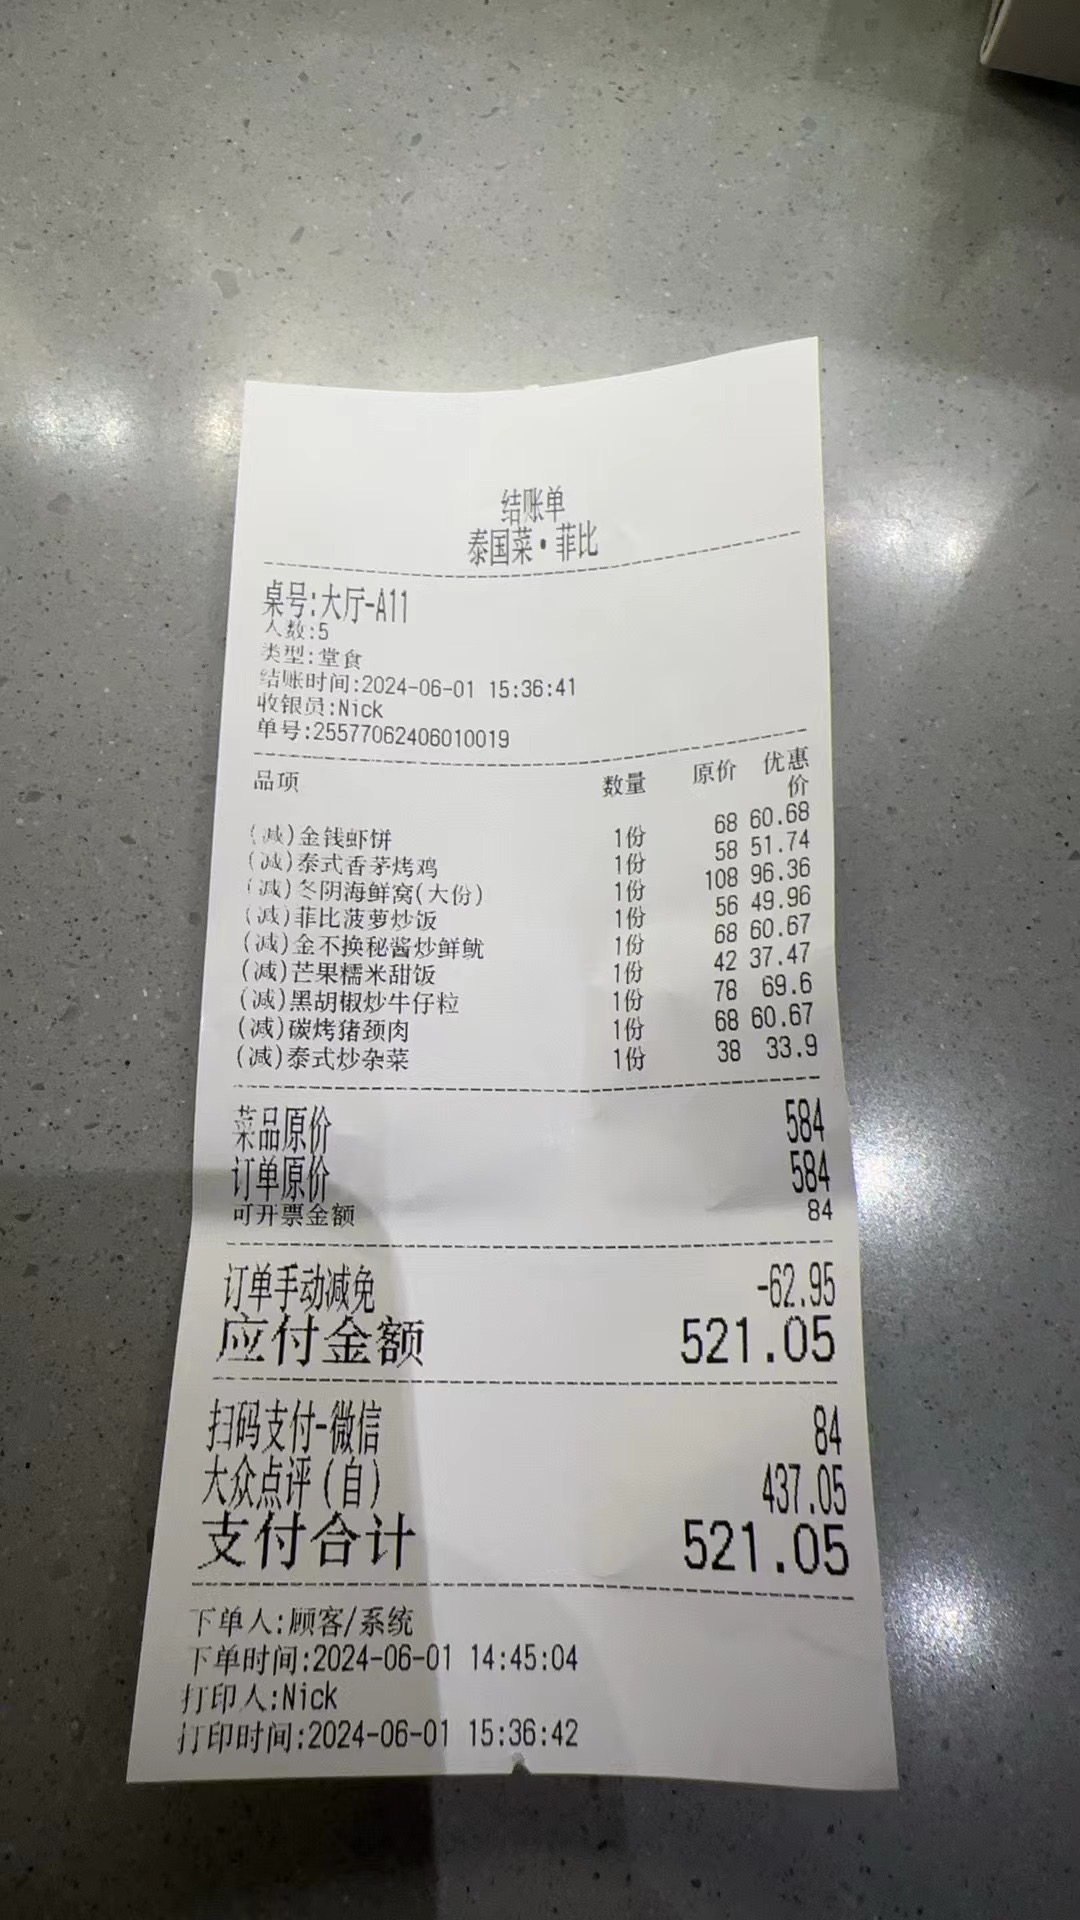 结账单
泰国菜·菲比
桌号:大厅-A11
人数:5
类型:堂食
结账时间:2024-06-01 15:36:41
收银员:Nick
单号:25577062406010019
品项 数量 原价 优惠价
(减)金钱虾饼 1份 68 60.68
(减)泰式香茅烤鸡 1份 58 51.74
(减)冬阴海鲜窝(大份) 1份 108 96.36
(减)菲比菠萝炒饭 1份 56 49.96
(减)金不换秘酱炒鲜鱿 1份 68 60.67
(减)芒果糯米甜饭 1份 42 37.47
(减)黑胡椒炒牛仔粒 1份 78 69.6
(减)碳烤猪颈肉 1份 68 60.67
(减)泰式炒杂菜 1份 38 33.9
菜品原价 584
订单原价 584
可开票金额 84
订单手动减免 -62.95
应付金额 521.05
扫码支付-微信 84
大众点评(自) 437.05
支付合计 521.05
下单人:顾客/系统
下单时间:2024-06-01 14:45:04
打印人:Nick
打印时间:2024-06-01 15:36:42